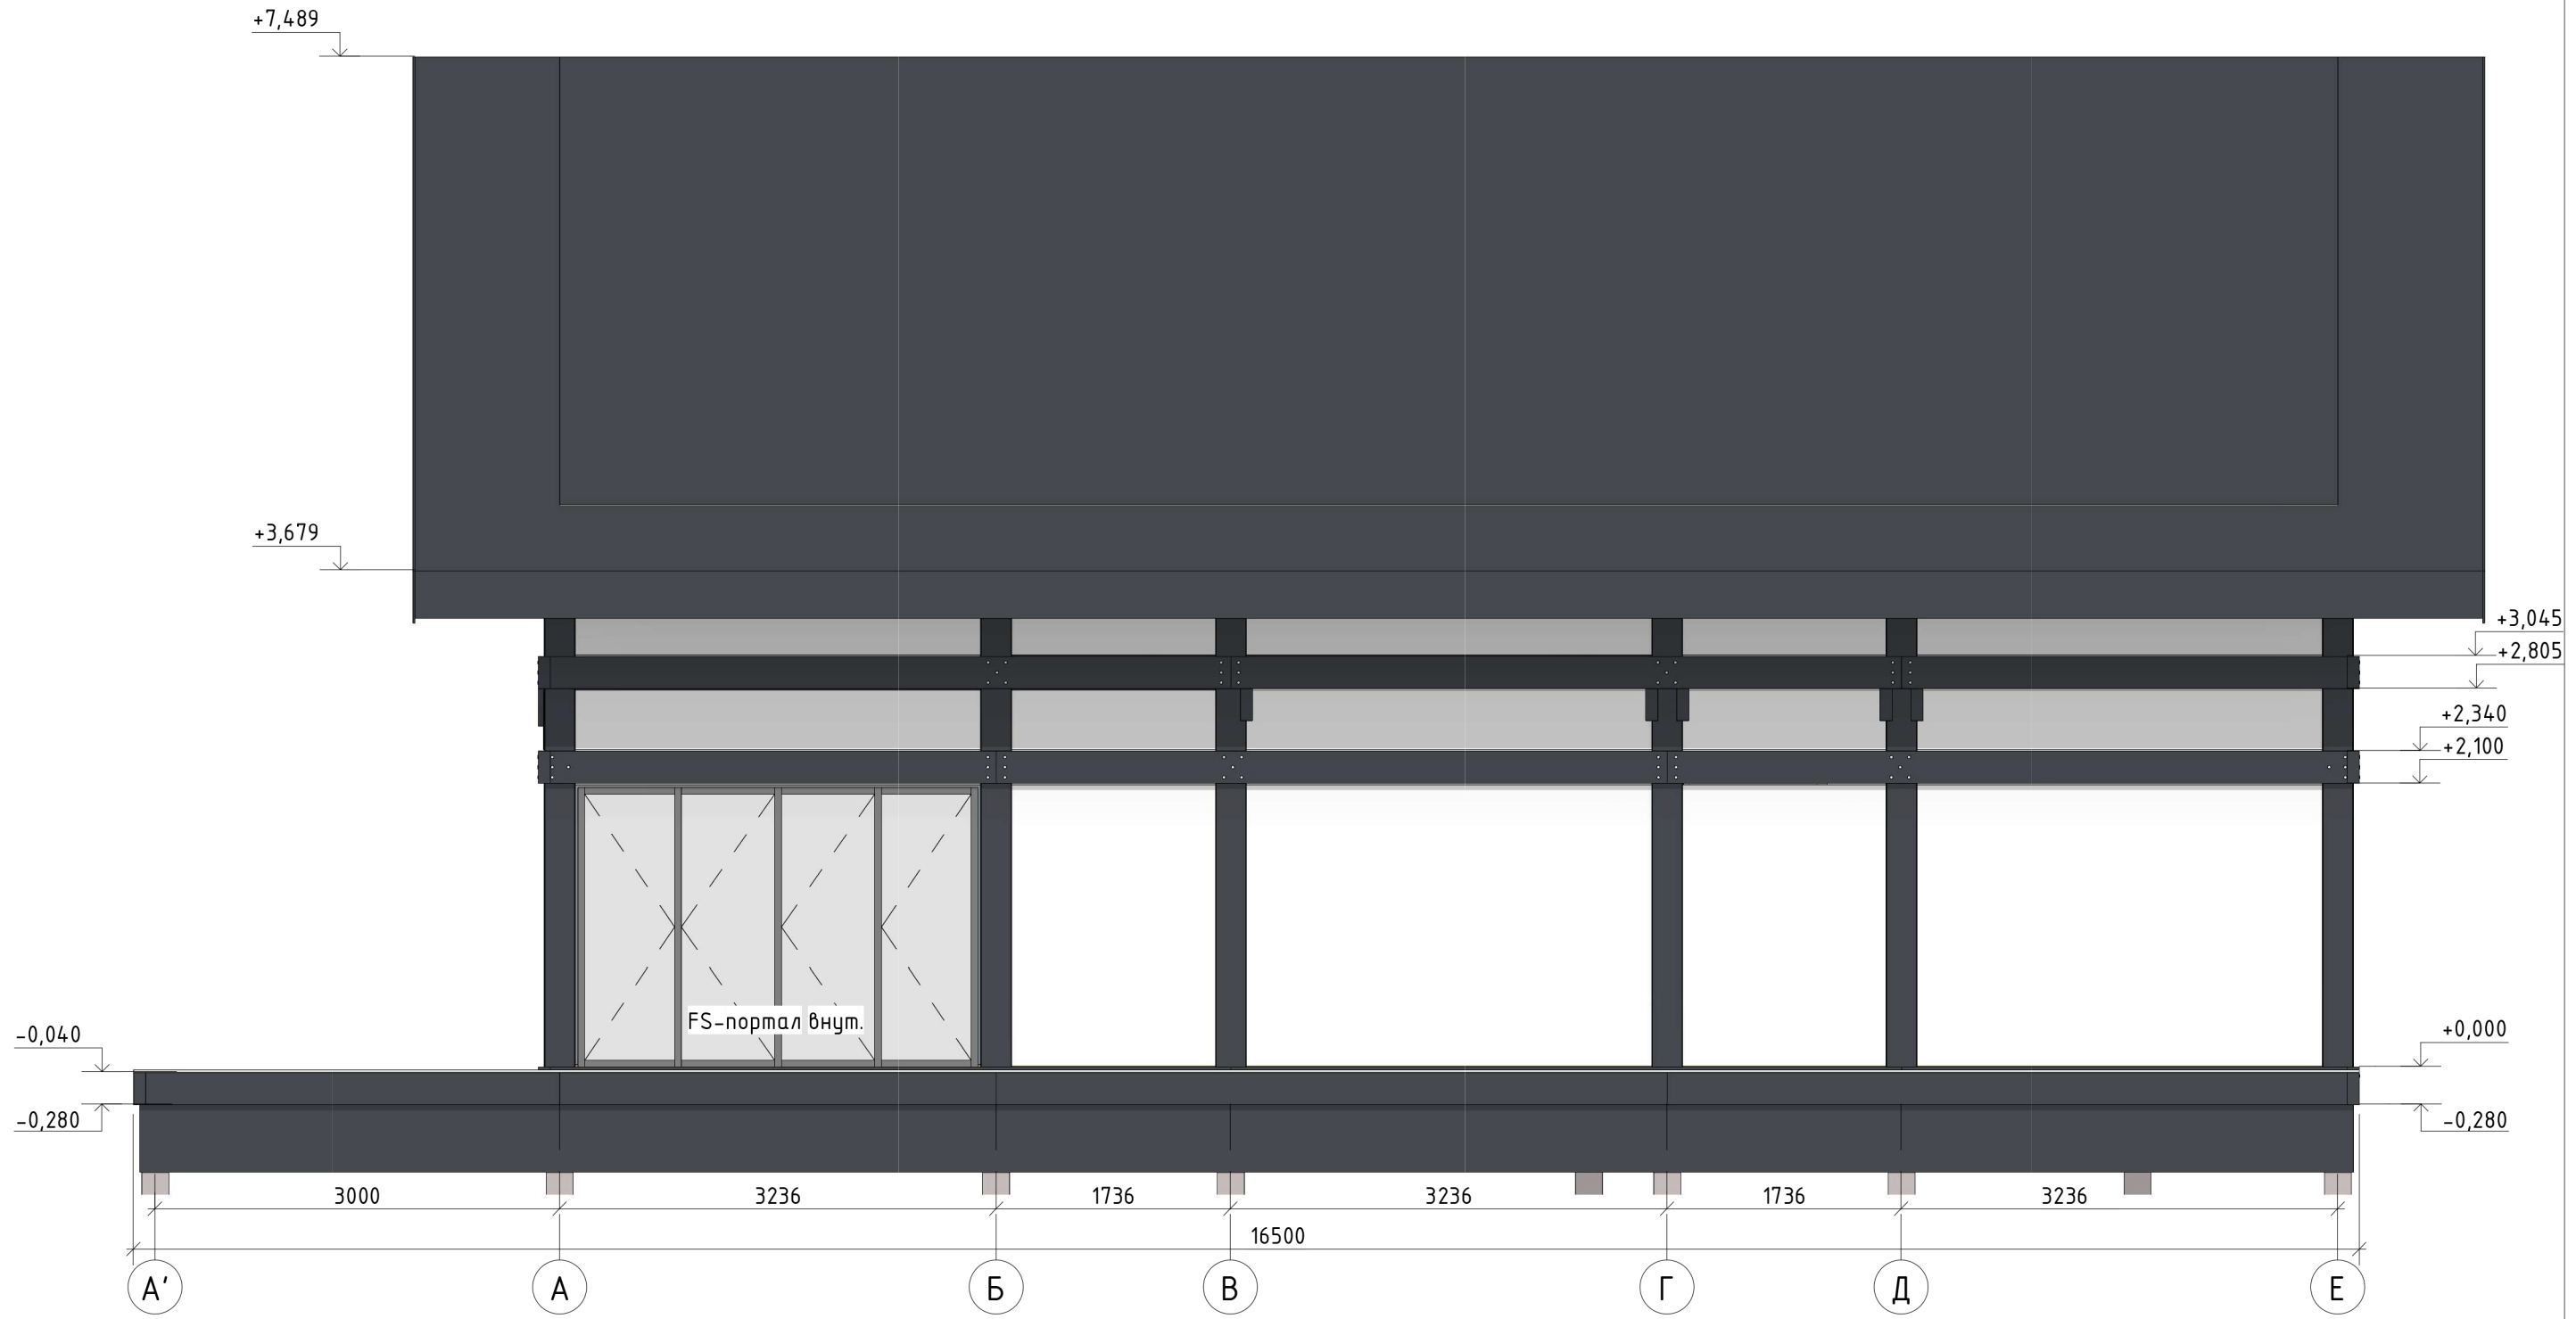 +7,489
+3,679
+3,045
+2,805
+2,340
+2,100
FS-портал внут.
-0,040
+0,000
-0,280
-0,280
3000
3236
1736
3236
1736
3236
16500
А'
А
Б
В
Г
Д
Е